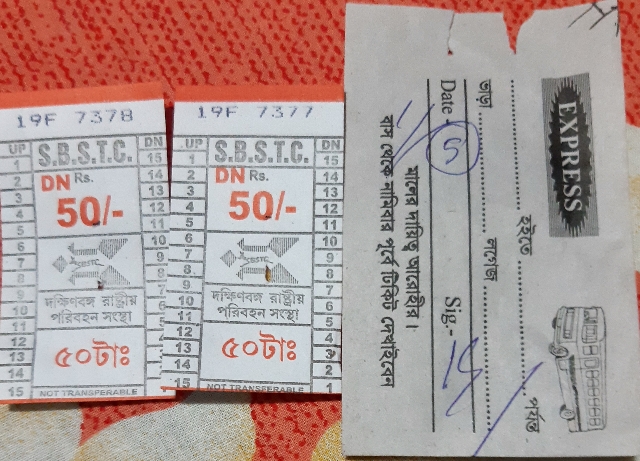 19F 7378
UP S.B.S.T.C. DN
1 15
2 14
3 13
4 12
5 11
6 10
7 9
8 8
9 7
10 6
11 5
12 4
13 3
14 2
15
DN Rs.
50/-
দক্ষিণবঙ্গ রাষ্ট্রীয়
পরিবহন সংস্থা
৫০টাঃ
NOT TRANSFERABLE
19F 7377
UP S.B.S.T.C. DN
1 15
2 14
3 13
4 12
5 11
6 10
7 9
8 8
9 7
10 6
11 5
12 4
13 3
14 2
15 1
DN Rs.
50/-
দক্ষিণবঙ্গ রাষ্ট্রীয়
পরিবহন সংস্থা
৫০টাঃ
NOT TRANSFERABLE
EXPRESS
হইতে পর্যন্ত
ভাড়া লগেজ
Date 5 Sig:-
মালের দায়িত্ব আরোহির।
বাস থেকে নামিবার পূর্বে টিকিট দেখাইবেন